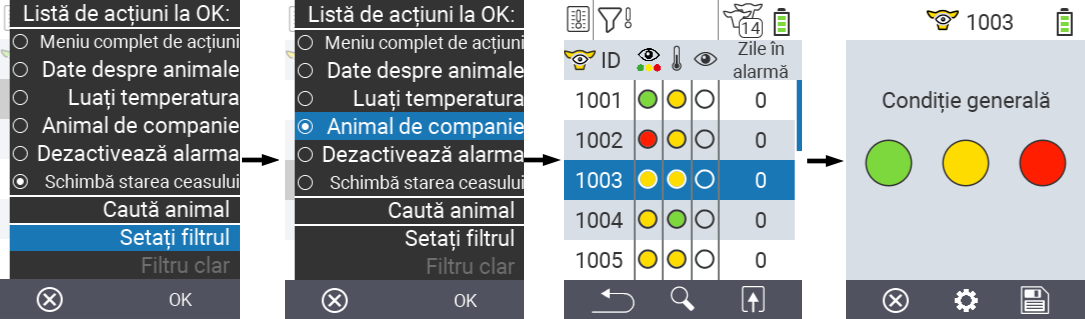 Listă de acțiuni la OK:
Meniu complet de acțiuni
Date despre animale
Luați temperatura
Animal de companie
Dezactivează alarma
Schimbă starea ceasului
Caută animal
Setați filtrul
Filtru clar
OK
Listă de acțiuni la OK:
Meniu complet de acțiuni
Date despre animale
Luați temperatura
Animal de companie
Dezactivează alarma
Schimbă starea ceasului
Caută animal
Setați filtrul
Filtru clar
OK
14
ID Zile în
alarmă
1001 0
1002 0
1003 0
1004 0
1005 0
1003
Condiție generală